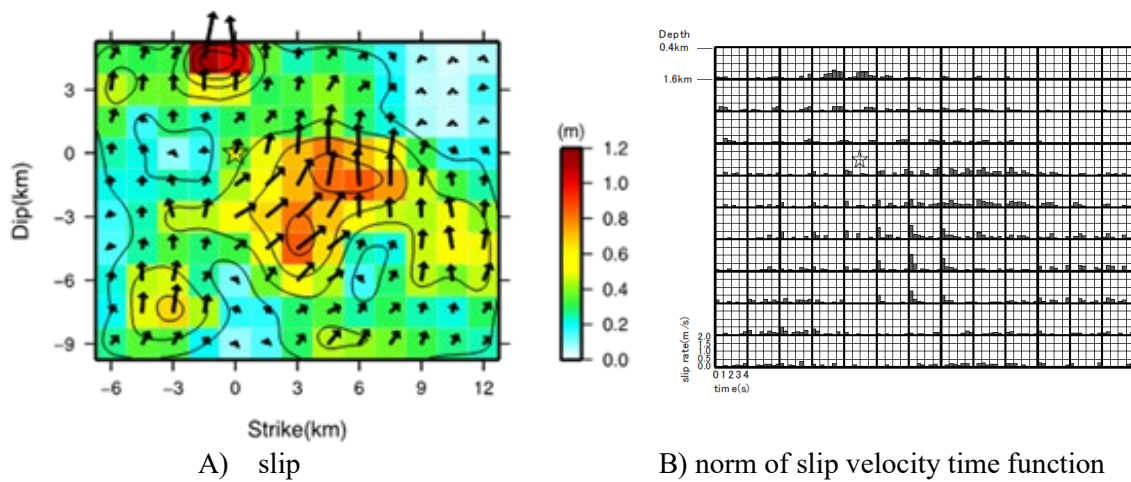 3
0
−3
−6
−9
Dip(km)
−6 −3 0 3 6 9 12
Strike(km)
(m)
1.2
1.0
0.8
0.6
0.4
0.2
0.0
A) slip
Depth
0.4km
1.6km
slip rate(m/s)
2.0
1.5
1.0
0.5
0.0
0 1 2 3 4
time(s)
B) norm of slip velocity time function